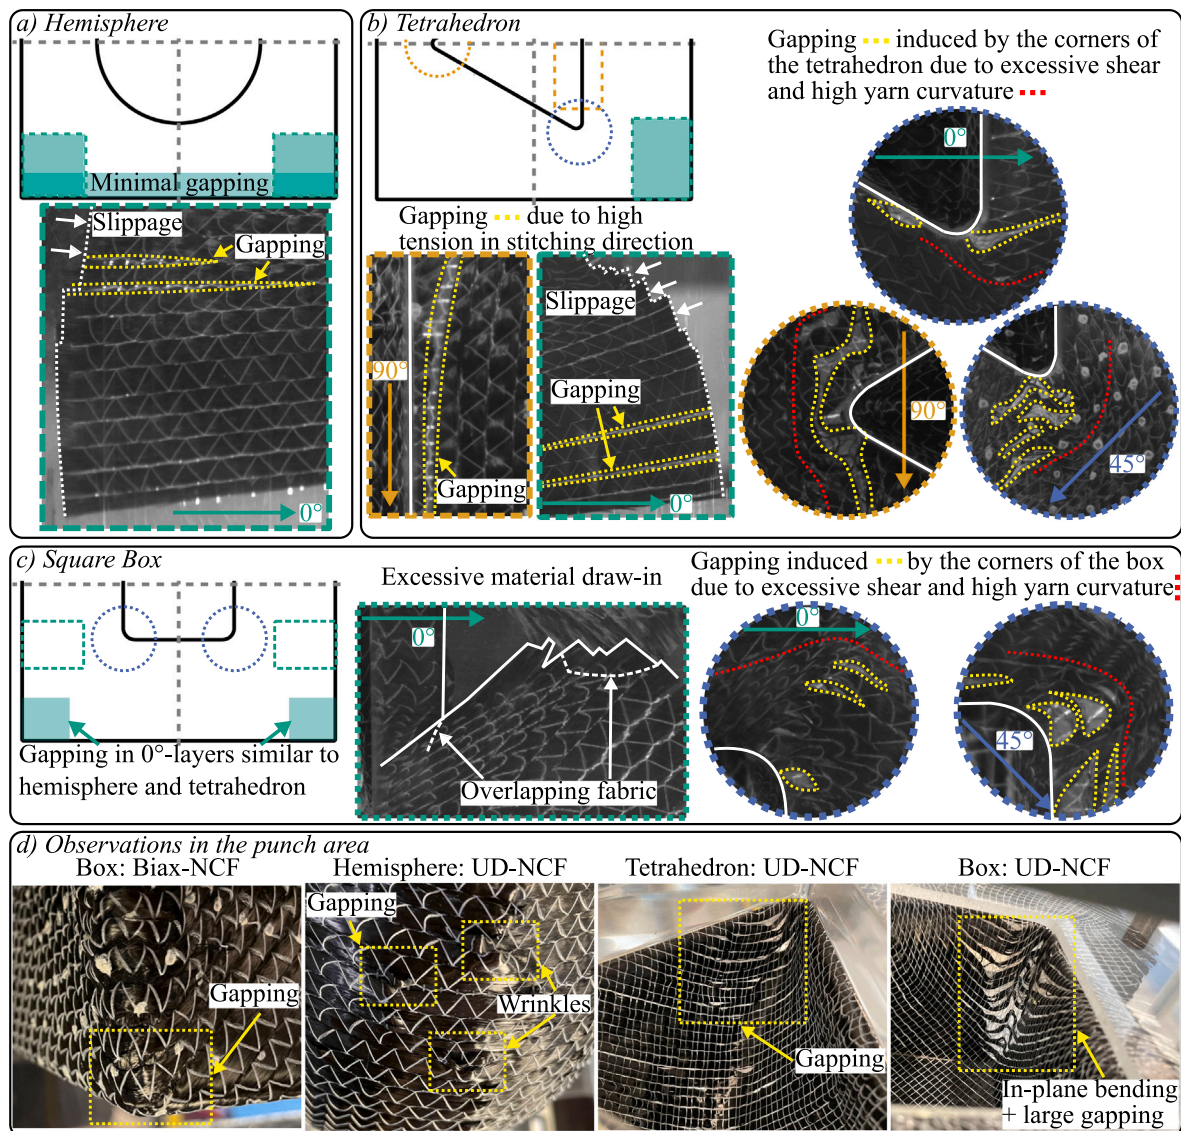 a) Hemisphere
Minimal gapping
Slippage
Gapping
0°
b) Tetrahedron
Gapping due to high
tension in stitching direction
90°
Gapping
Slippage
Gapping
0°
Gapping induced by the corners of
the tetrahedron due to excessive shear
and high yarn curvature
0°
90°
45°
c) Square Box
Gapping in 0°-layers similar to
hemisphere and tetrahedron
Excessive material draw-in
0°
Overlapping fabric
Gapping induced by the corners of the box
due to excessive shear and high yarn curvature
0°
45°
d) Observations in the punch area
Box: Biax-NCF
Gapping
Hemisphere: UD-NCF
Gapping
Wrinkles
Tetrahedron: UD-NCF
Gapping
Box: UD-NCF
In-plane bending
+ large gapping